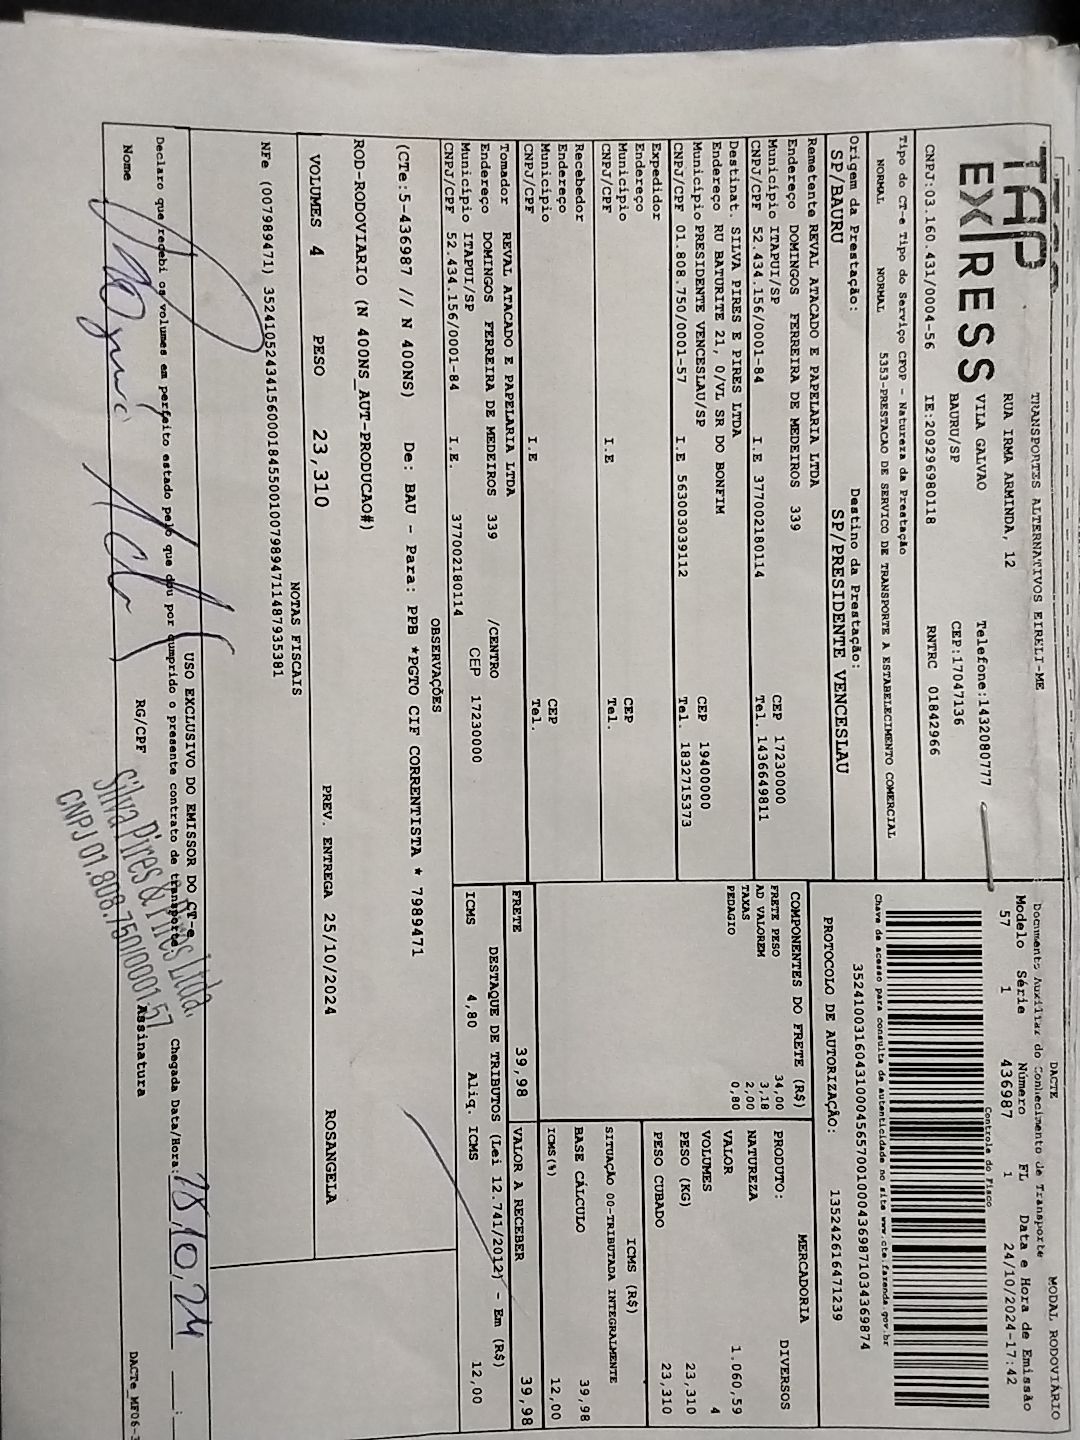 TAP
EXPRESS
TRANSPORTES ALTERNATIVOS EIRELI-ME
RUA IRMA ARMINDA, 12
Telefone:1432080777
VILA GALVAO CEP:17047136
BAURU/SP
CNPJ:03.160.431/0004-56 IE:209296980118 RNTRC 01842966
Tipo do CT-e Tipo do Serviço CFOP - Natureza da Prestação
NORMAL NORMAL 5353-PRESTACAO DE SERVICO DE TRANSPORTE A ESTABELECIMENTO COMERCIAL
Origem da Prestação: Destino da Prestação:
SP/BAURU SP/PRESIDENTE VENCESLAU
Remetente REVAL ATACADO E PAPELARIA LTDA
Endereço DOMINGOS FERREIRA DE MEDEIROS 339
Município ITAPUI/SP CEP 17230000
CNPJ/CPF 52.434.156/0001-84 I.E 377002180114 Tel. 1436649811
Destinat. SILVA PIRES E PIRES LTDA
Endereço RU BATURITE 21, 0/VL SR DO BONFIM
Município PRESIDENTE VENCESLAU/SP CEP 19400000
CNPJ/CPF 01.808.750/0001-57 I.E 563003039112 Tel. 1832715373
Expedidor
Endereço
Município CEP
CNPJ/CPF I.E Tel.
Recebedor
Endereço
Município CEP
CNPJ/CPF I.E Tel.
Tomador REVAL ATACADO E PAPELARIA LTDA
Endereço DOMINGOS FERREIRA DE MEDEIROS 339 /CENTRO
Município ITAPUI/SP CEP 17230000
CNPJ/CPF 52.434.156/0001-84 I.E. 377002180114
DACTE MODAL RODOVIÁRIO
Documento Auxiliar do Conhecimento de Transporte
Modelo Série Número FL Data e Hora de Emissão
57 1 436987 1 24/10/2024-17:42
Controle do Fisco
Chave de acesso para consulta de autenticidade no site www.cte.fazenda.gov.br
35241003160431000456570010004369871034369874
PROTOCOLO DE AUTORIZAÇÃO: 135242616471239
COMPONENTES DO FRETE (R$)
FRETE PESO 34,00
AD VALOREM 3,18
TAXAS 2,00
PEDAGIO 0,80
MERCADORIA
PRODUTO: DIVERSOS
NATUREZA
VALOR 1.060,59
VOLUMES 4
PESO (KG) 23,310
PESO CUBADO 23,310
ICMS (R$)
SITUAÇÃO 00-TRIBUTADA INTEGRALMENTE
BASE CÁLCULO 39,98
ICMS(%) 12,00
FRETE 39,98 VALOR A RECEBER 39,98
DESTAQUE DE TRIBUTOS (Lei 12.741/2012) - Em (R$)
ICMS 4,80 Aliq. ICMS 12,00
OBSERVAÇÕES
(CTe:5-436987 // N 400NS) De: BAU - Para: PPB *PGTO CIF CORRENTISTA * 7989471
ROD-RODOVIARIO (N 400NS_AUT-PRODUCAO#)
VOLUMES 4 PESO 23,310 PREV. ENTREGA 25/10/2024 ROSANGELA
NOTAS FISCAIS
NFe (007989471) 35241052434156000184550010079894711487935381
USO EXCLUSIVO DO EMISSOR DO CT-e
Declaro que recebi os volumes em perfeito estado pelo que dou por cumprido o presente contrato de transporte Chegada Data/Hora: 28,10,24 __:
Nome RG/CPF Assinatura
Silva Pires & Pires Ltda.
CNPJ 01.808.750/0001.57